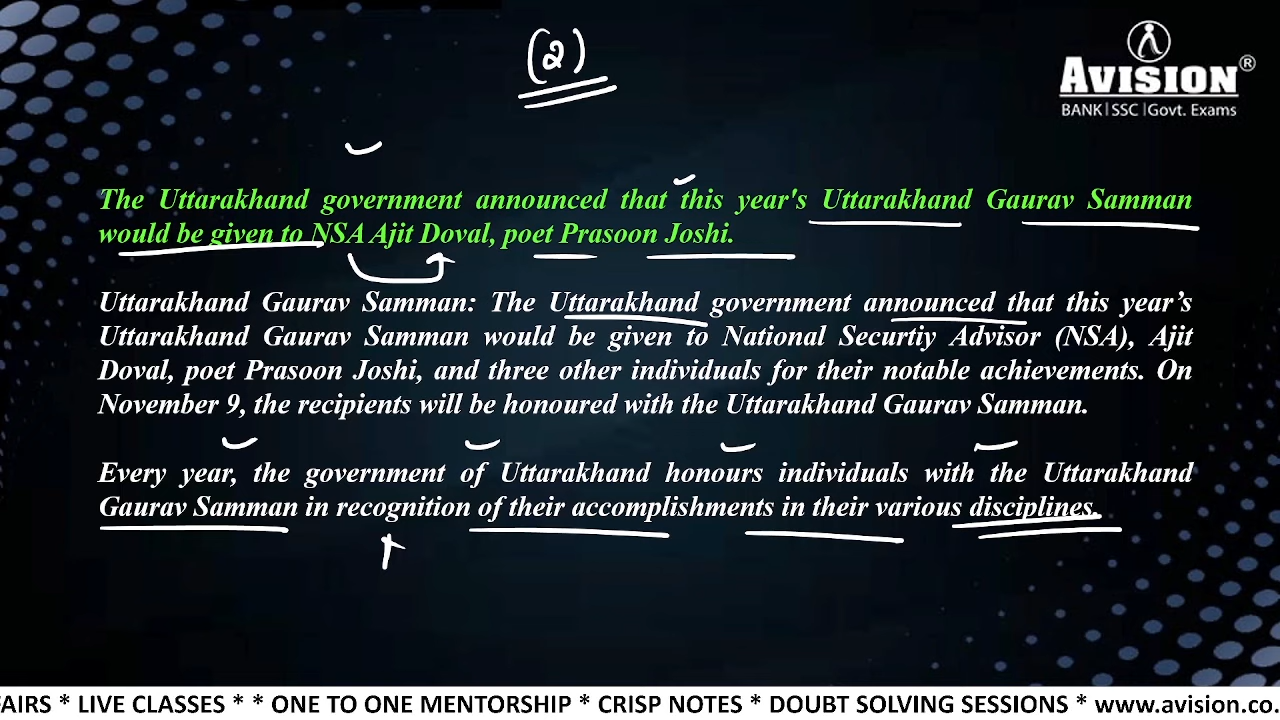 (2)
AVISION®
BANK|SSC|Govt. Exams
The Uttarakhand government announced that this year's Uttarakhand Gaurav Samman
would be given to NSA Ajit Doval, poet Prasoon Joshi.
Uttarakhand Gaurav Samman: The Uttarakhand government announced that this year’s
Uttarakhand Gaurav Samman would be given to National Securtiy Advisor (NSA), Ajit
Doval, poet Prasoon Joshi, and three other individuals for their notable achievements. On
November 9, the recipients will be honoured with the Uttarakhand Gaurav Samman.
Every year, the government of Uttarakhand honours individuals with the Uttarakhand
Gaurav Samman in recognition of their accomplishments in their various disciplines.
FAIRS * LIVE CLASSES * * ONE TO ONE MENTORSHIP * CRISP NOTES * DOUBT SOLVING SESSIONS * www.avision.co.